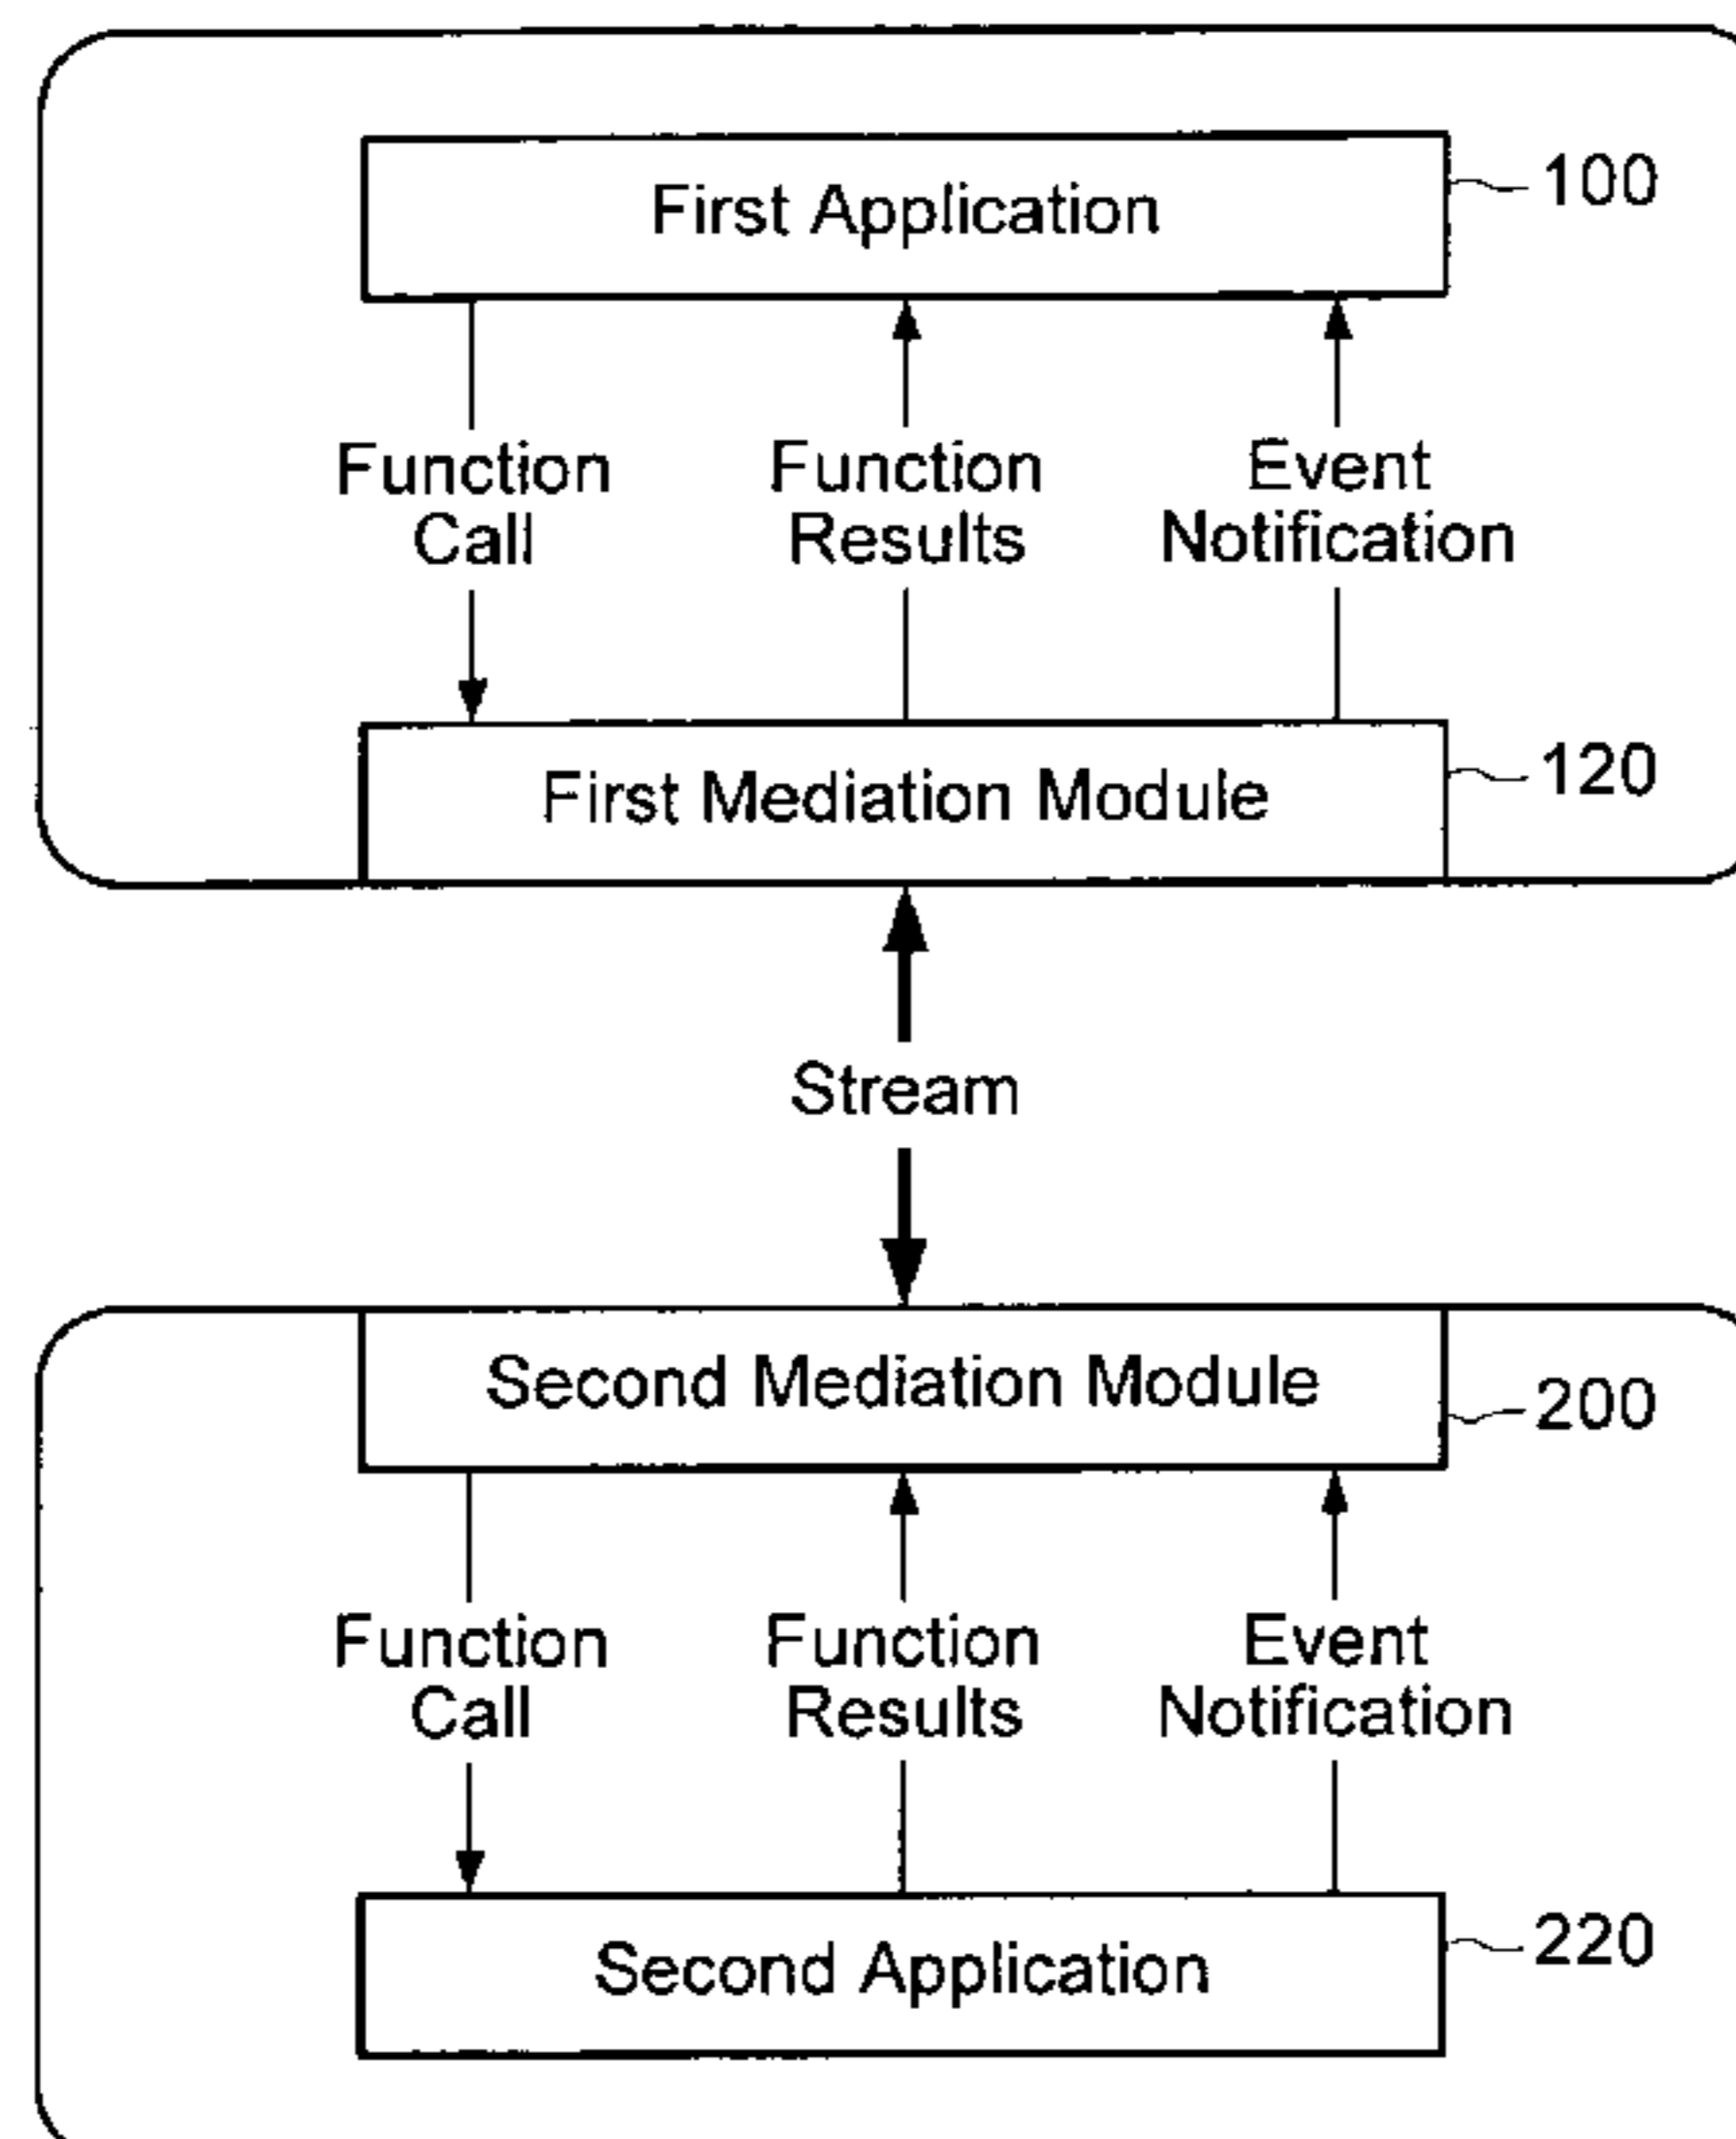 First Application
100
Function
Call
Function
Results
Event
Notification
First Mediation Module
120
Stream
Second Mediation Module
200
Function
Call
Function
Results
Event
Notification
Second Application
220